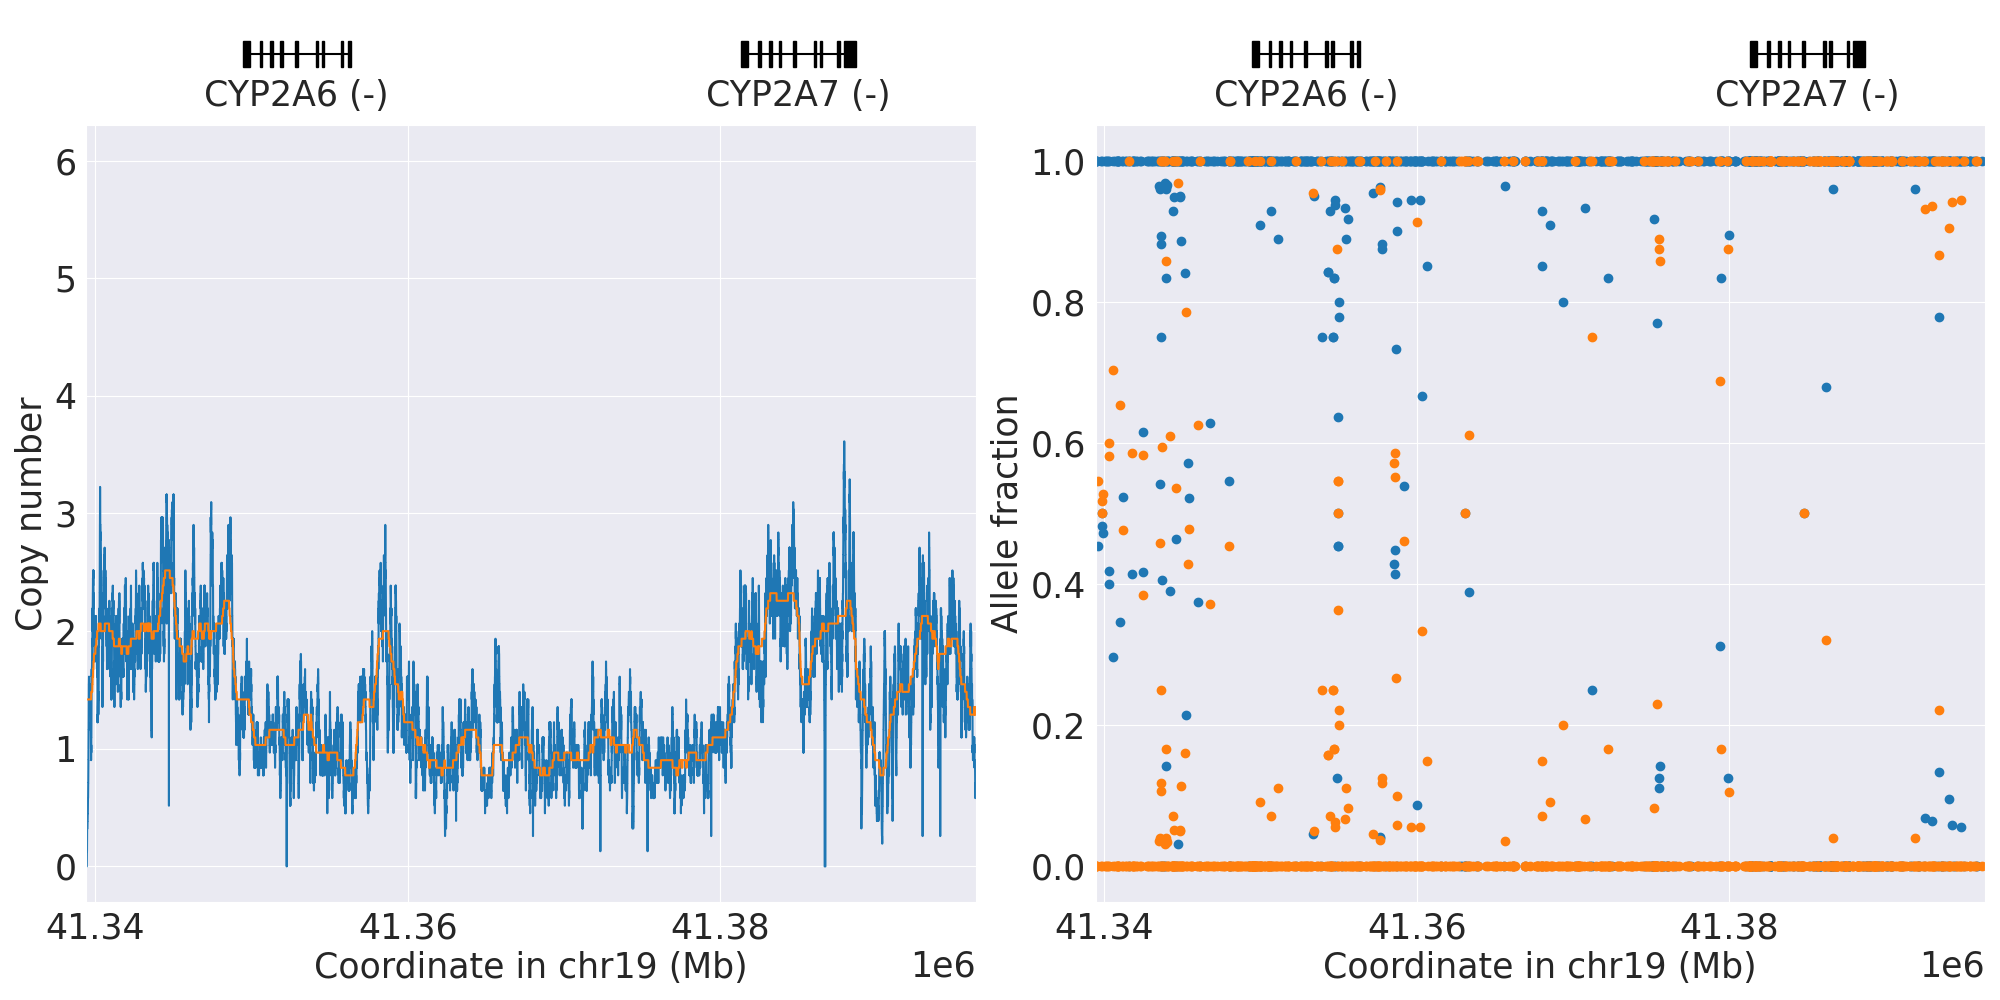 CYP2A6 (-)
CYP2A7 (-)
6
5
4
3
2
1
0
Copy number
41.34
41.36
41.38
Coordinate in chr19 (Mb)
1e6
CYP2A6 (-)
CYP2A7 (-)
1.0
0.8
0.6
0.4
0.2
0.0
Allele fraction
41.34
41.36
41.38
Coordinate in chr19 (Mb)
1e6